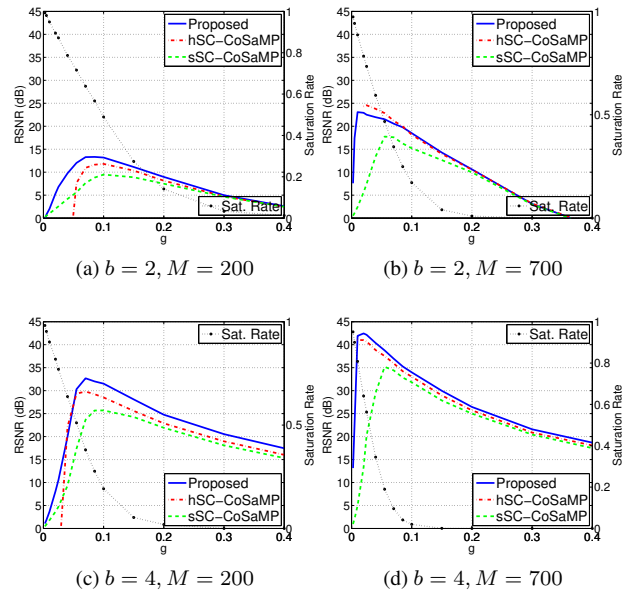 45
40
35
30
25
20
15
10
5
0
RSNR (dB)
0
0.1
0.2
0.3
0.4
g
1
0.8
0.6
0.4
0.2
0
Saturation Rate
Proposed
hSC-CoSaMP
sSC-CoSaMP
Sat. Rate
(a) b = 2, M = 200
45
40
35
30
25
20
15
10
5
0
RSNR (dB)
0
0.1
0.2
0.3
0.4
g
1
0.5
0
Saturation Rate
Proposed
hSC-CoSaMP
sSC-CoSaMP
Sat. Rate
(b) b = 2, M = 700
45
40
35
30
25
20
15
10
5
0
RSNR (dB)
0
0.1
0.2
0.3
0.4
g
1
0.5
0
Saturation Rate
Sat. Rate
Proposed
hSC-CoSaMP
sSC-CoSaMP
(c) b = 4, M = 200
45
40
35
30
25
20
15
10
5
0
RSNR (dB)
0
0.1
0.2
0.3
0.4
g
1
0.8
0.6
0.4
0.2
0
Saturation Rate
Sat. Rate
Proposed
hSC-CoSaMP
sSC-CoSaMP
(d) b = 4, M = 700